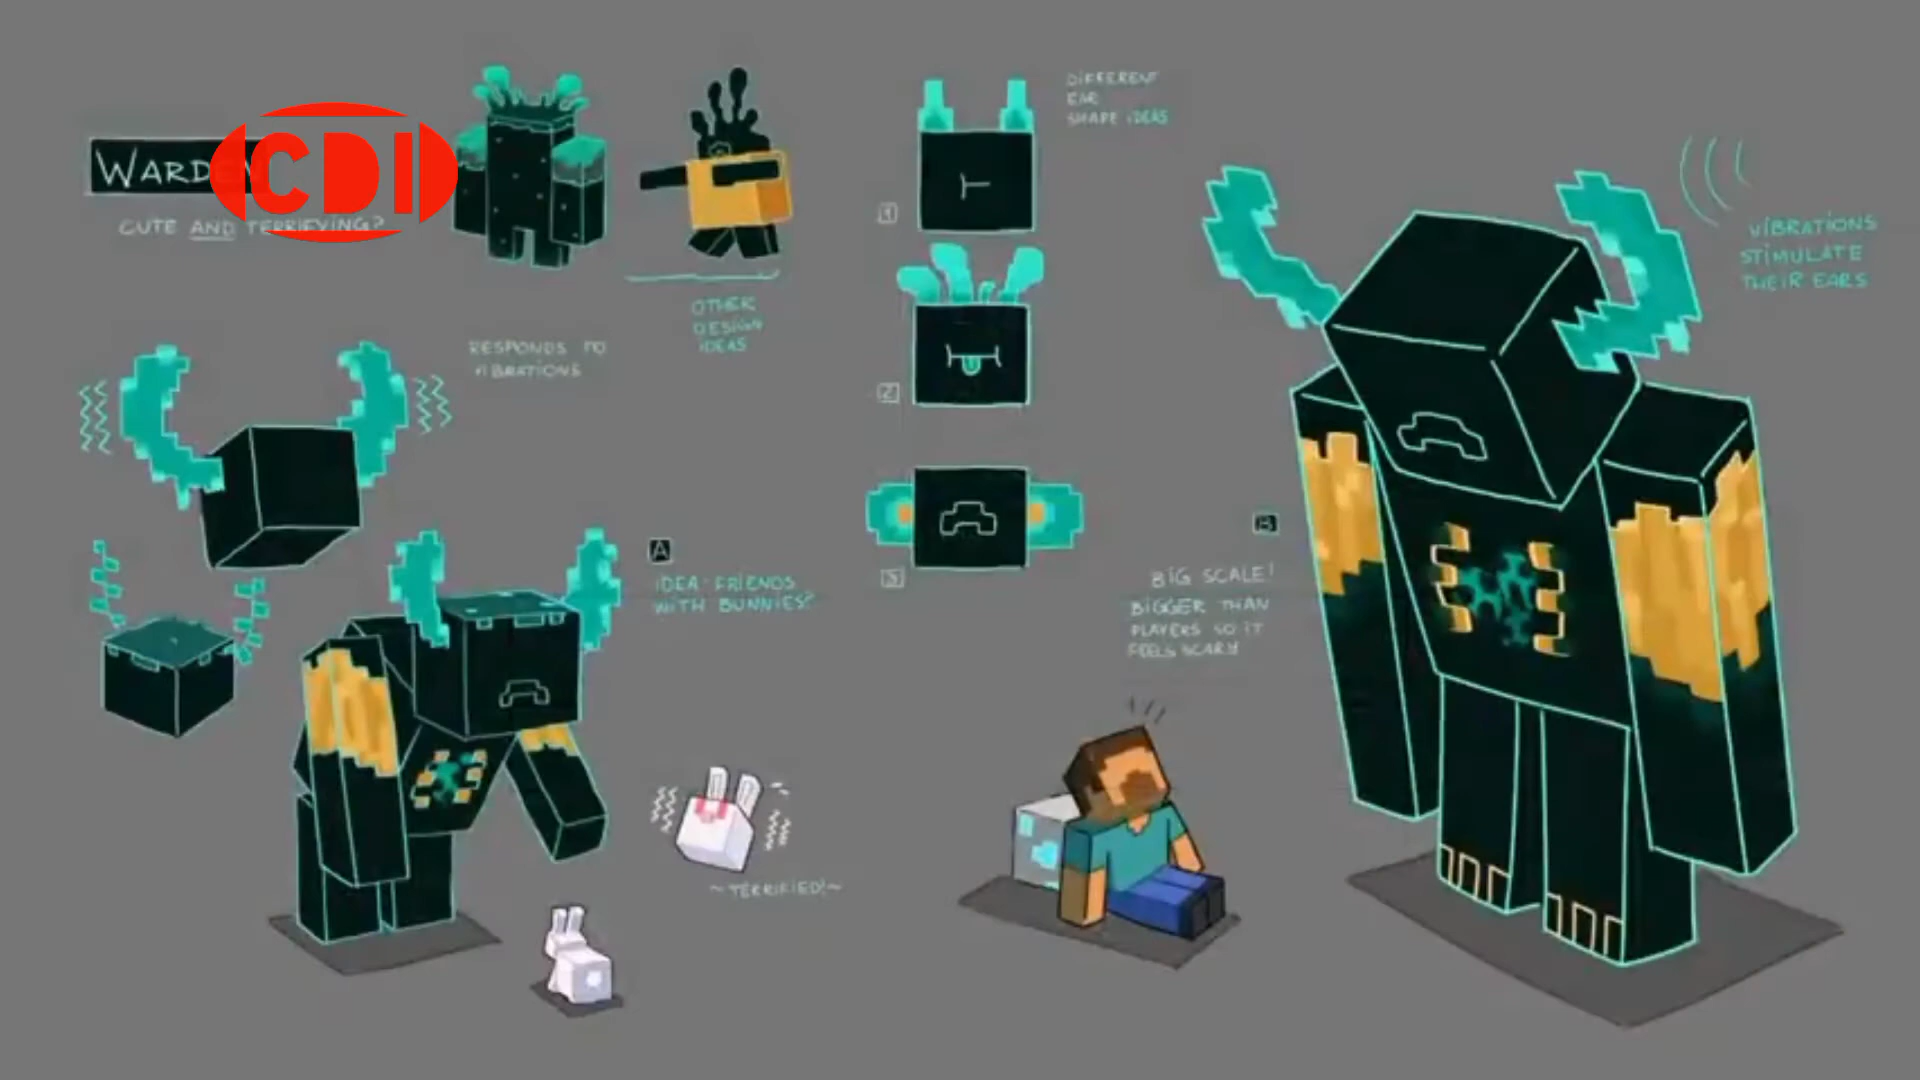 WARDEN
CDI
CUTE AND TERRIFYING?
OTHER
DESIGN
IDEAS
DIFFERENT
EAR
SHAPE IDEAS
1
2
3
VIBRATIONS
STIMULATE
THEIR EARS
RESPONDS TO
VIBRATIONS
A
IDEA: FRIENDS
WITH BUNNIES?
~TERRIFIED!~
B
BIG SCALE!
BIGGER THAN
PLAYERS SO IT
FEELS SCARY